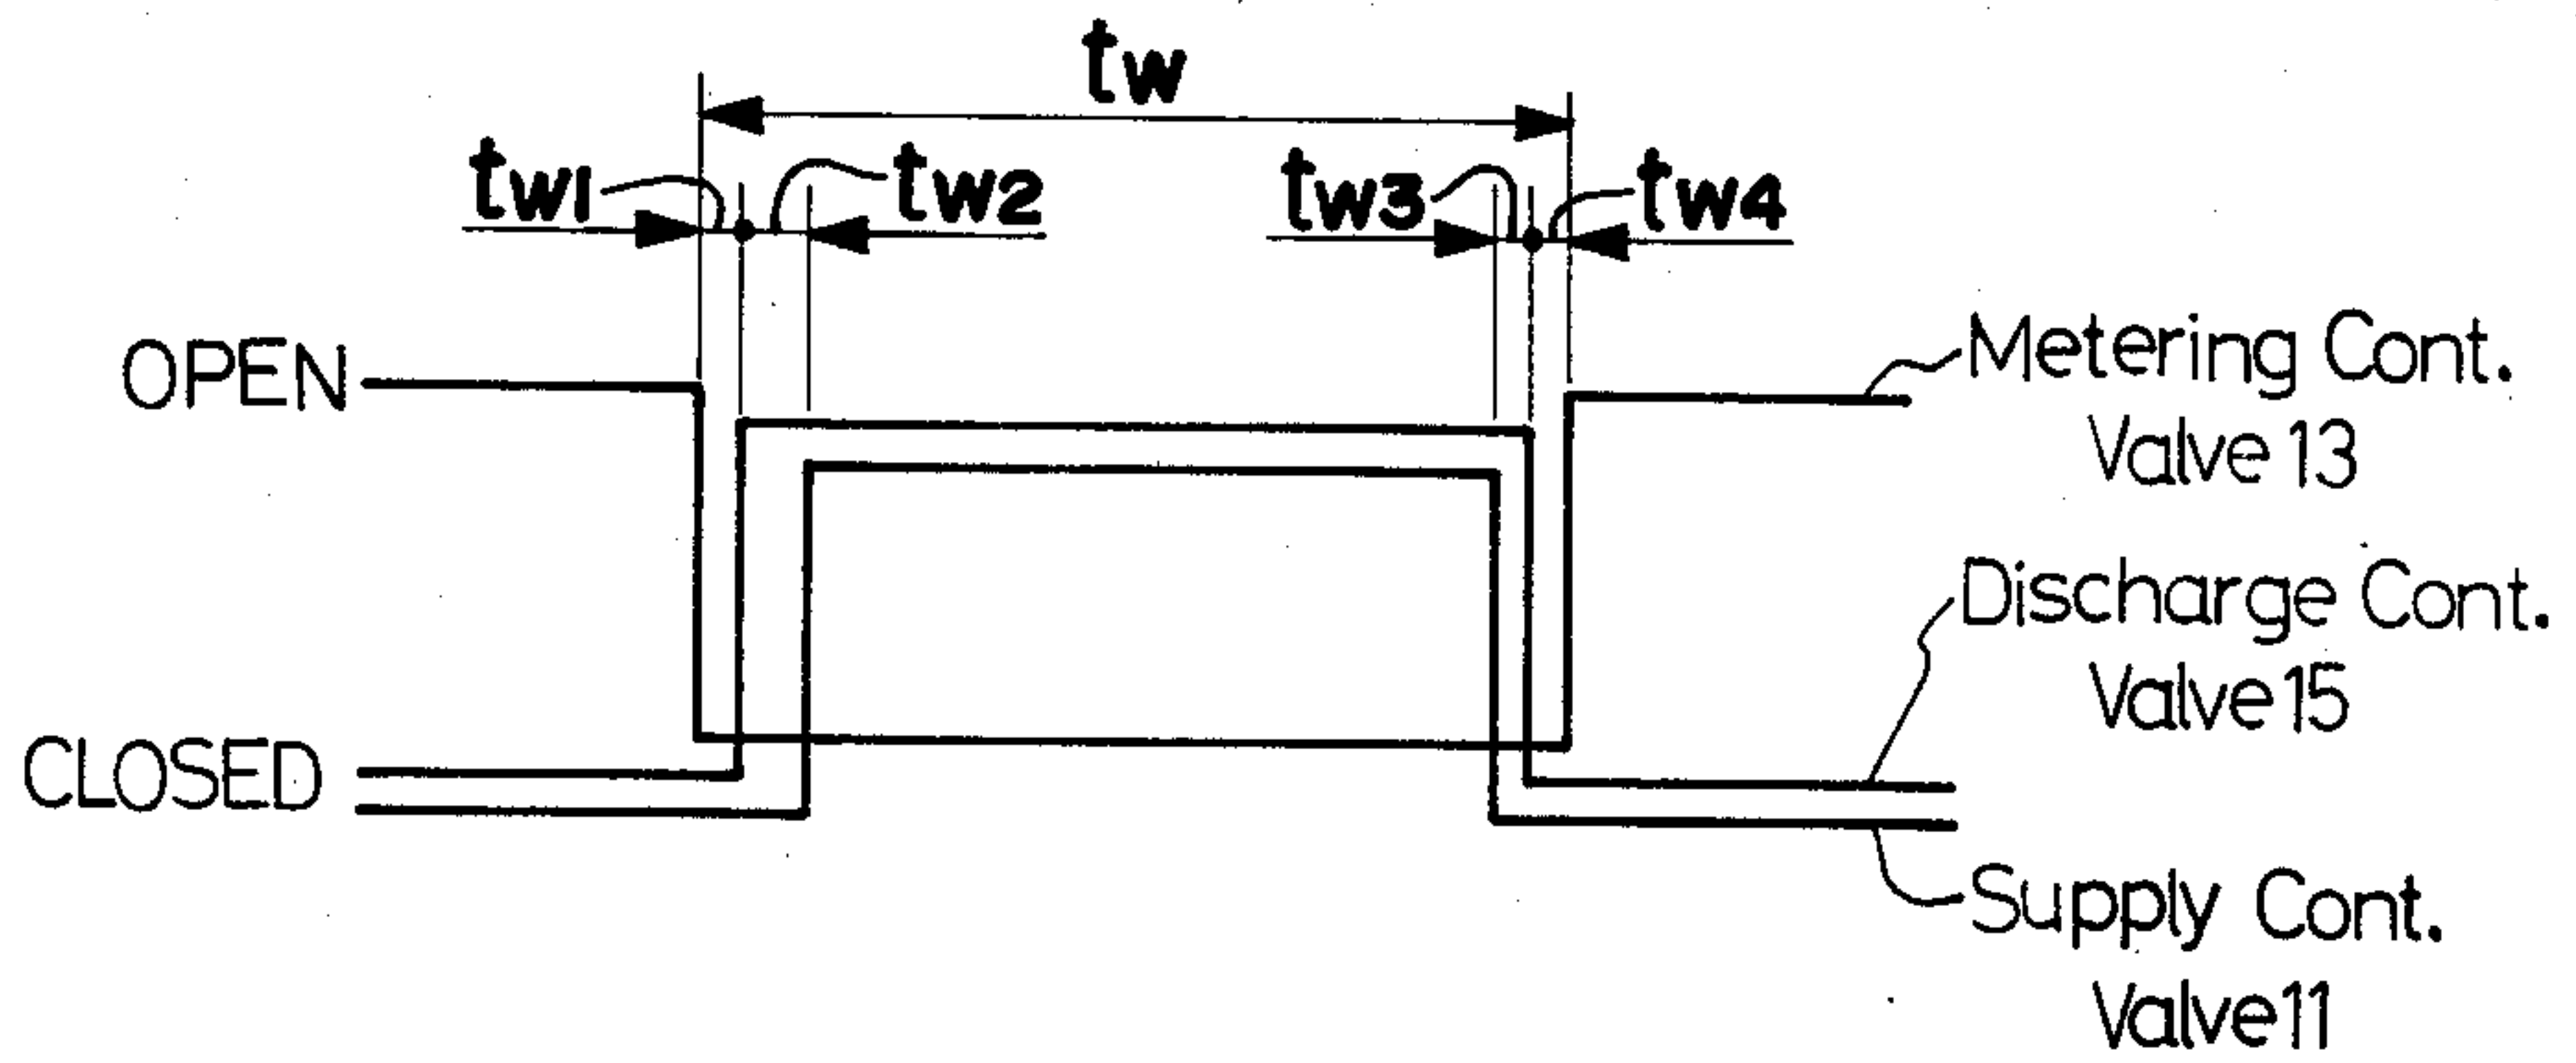 tw
tw1
tw2
tw3
tw4
OPEN
Metering Cont.
Valve 13
Discharge Cont.
Valve 15
CLOSED
Supply Cont.
Valve 11